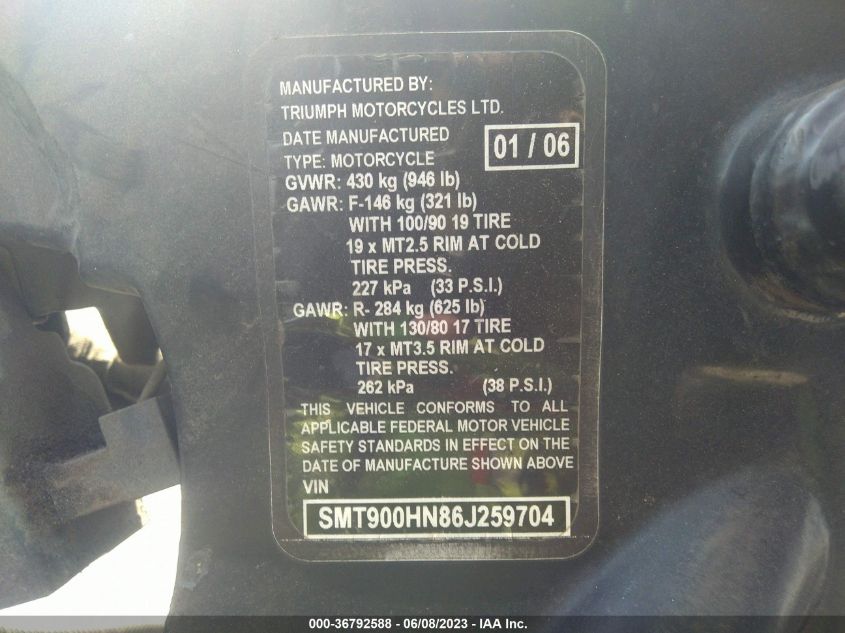 MANUFACTURED BY:
TRIUMPH MOTORCYCLES LTD.
DATE MANUFACTURED
01 / 06
TYPE: MOTORCYCLE
GVWR: 430 kg (946 lb)
GAWR: F-146 kg (321 lb)
WITH 100/90 19 TIRE
19 x MT2.5 RIM AT COLD
TIRE PRESS.
227 kPa (33 P.S.I.)
GAWR: R- 284 kg (625 lb)
WITH 130/80 17 TIRE
17 x MT3.5 RIM AT COLD
TIRE PRESS.
262 kPa (38 P.S.I.)
THIS VEHICLE CONFORMS TO ALL
APPLICABLE FEDERAL MOTOR VEHICLE
SAFETY STANDARDS IN EFFECT ON THE
DATE OF MANUFACTURE SHOWN ABOVE
VIN
SMT900HN86J259704
000-36792588 - 06/08/2023 - IAA Inc.